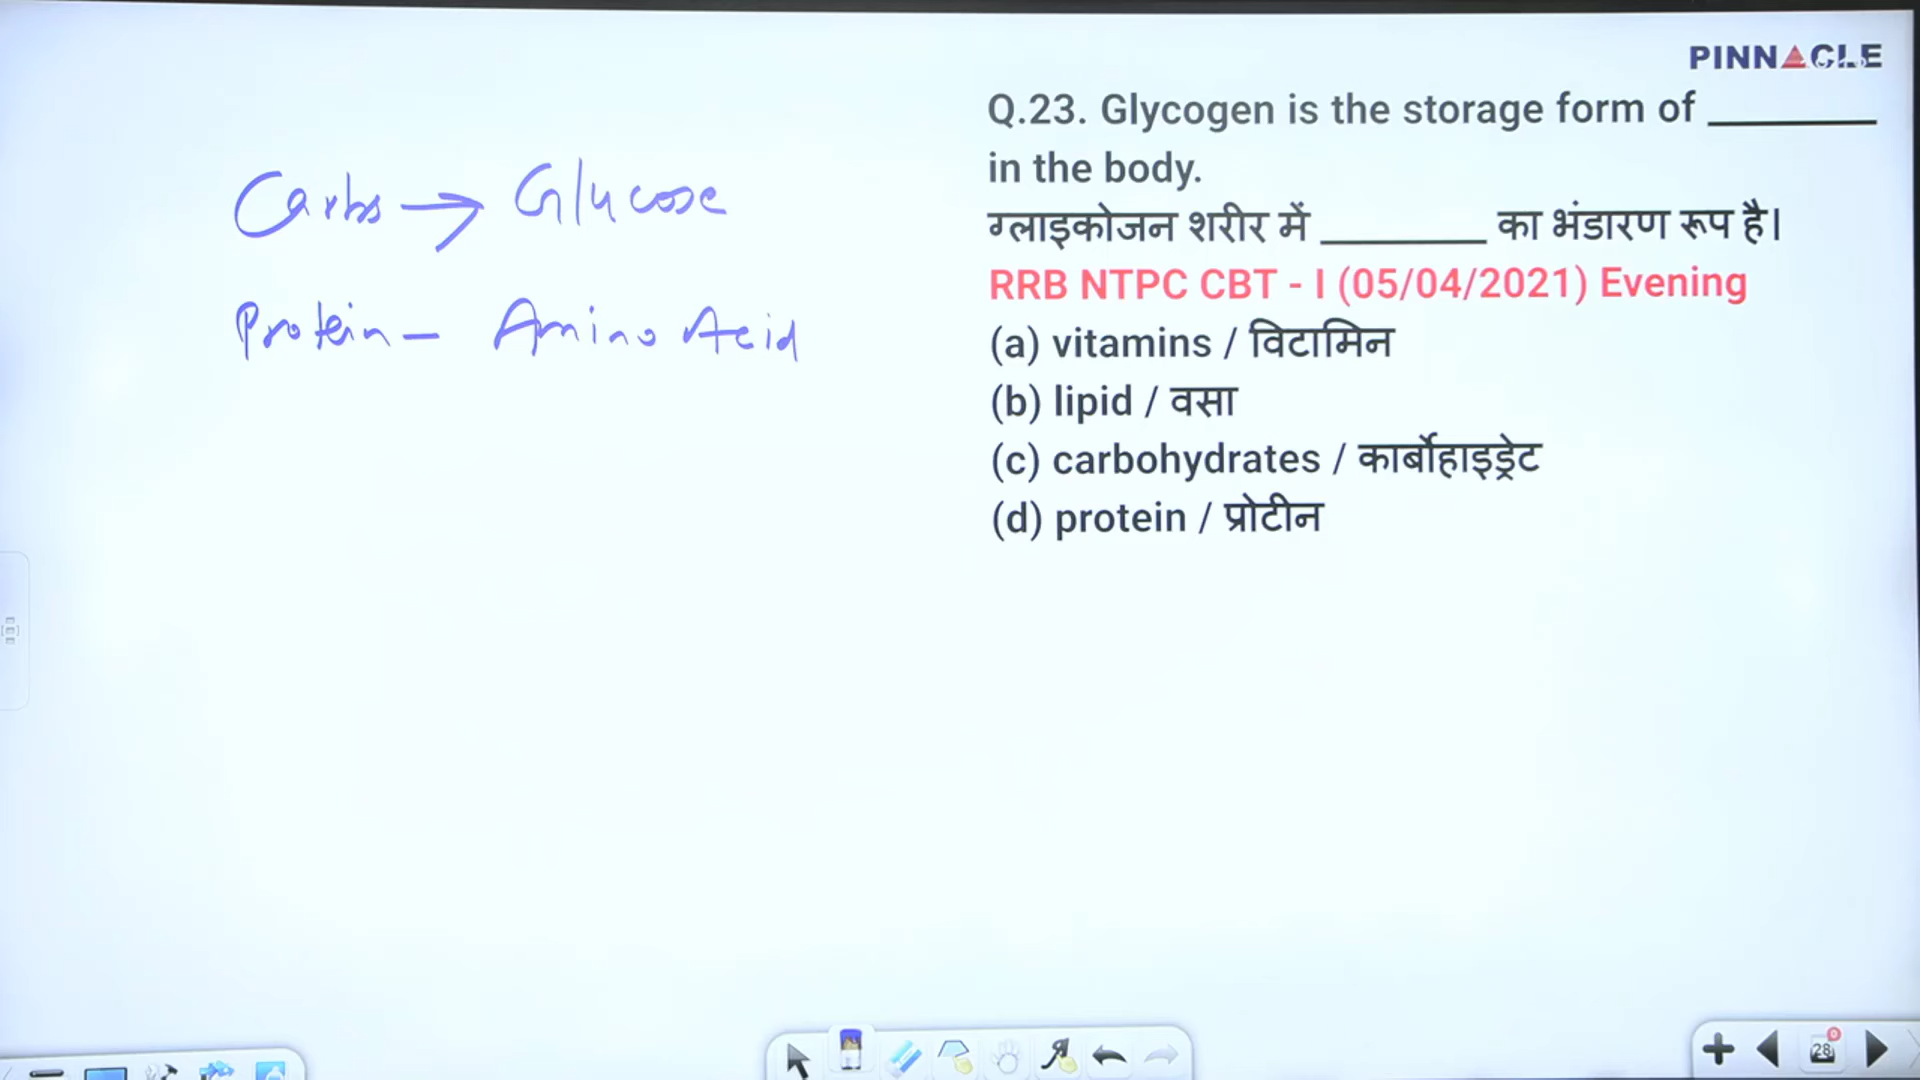 PINNACLE
Q.23. Glycogen is the storage form of ________
in the body.
ग्लाइकोजन शरीर में ________ का भंडारण रूप है।
RRB NTPC CBT - I (05/04/2021) Evening
(a) vitamins / विटामिन
(b) lipid / वसा
(c) carbohydrates / कार्बोहाइड्रेट
(d) protein / प्रोटीन
Carbs → Glucose
Protein - Amino Acid
28